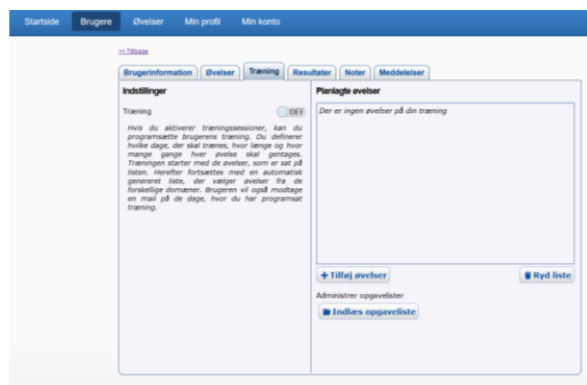 Startside Brugere Øvelser Min profil Min konto
<< Tilbage
Brugerinformation Øvelser Træning Resultater Noter Meddelelser
Indstillinger
Træning OFF
Hvis du aktiverer træningssessioner, kan du
programsætte brugerens træning. Du definerer
hvilke dage, der skal trænes, hvor længe og hvor
mange gange hver øvelse skal gentages.
Træningen starter med de øvelser, som er sat på
listen. Herefter fortsættes med en automatisk
genereret liste, der vælger øvelser fra de
forskellige domæner. Brugeren vil også modtage
en mail på de dage, hvor du har programsat
træning.
Planlagte øvelser
Der er ingen øvelser på din træning
Tilføj øvelser
Ryd liste
Administrer opgavelister
Indlæs opgaveliste